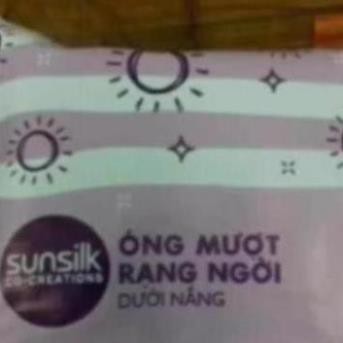 sunsilk
CO-CREATIONS
ÓNG MƯỢT
RẠNG NGỜI
DƯỚI NẮNG